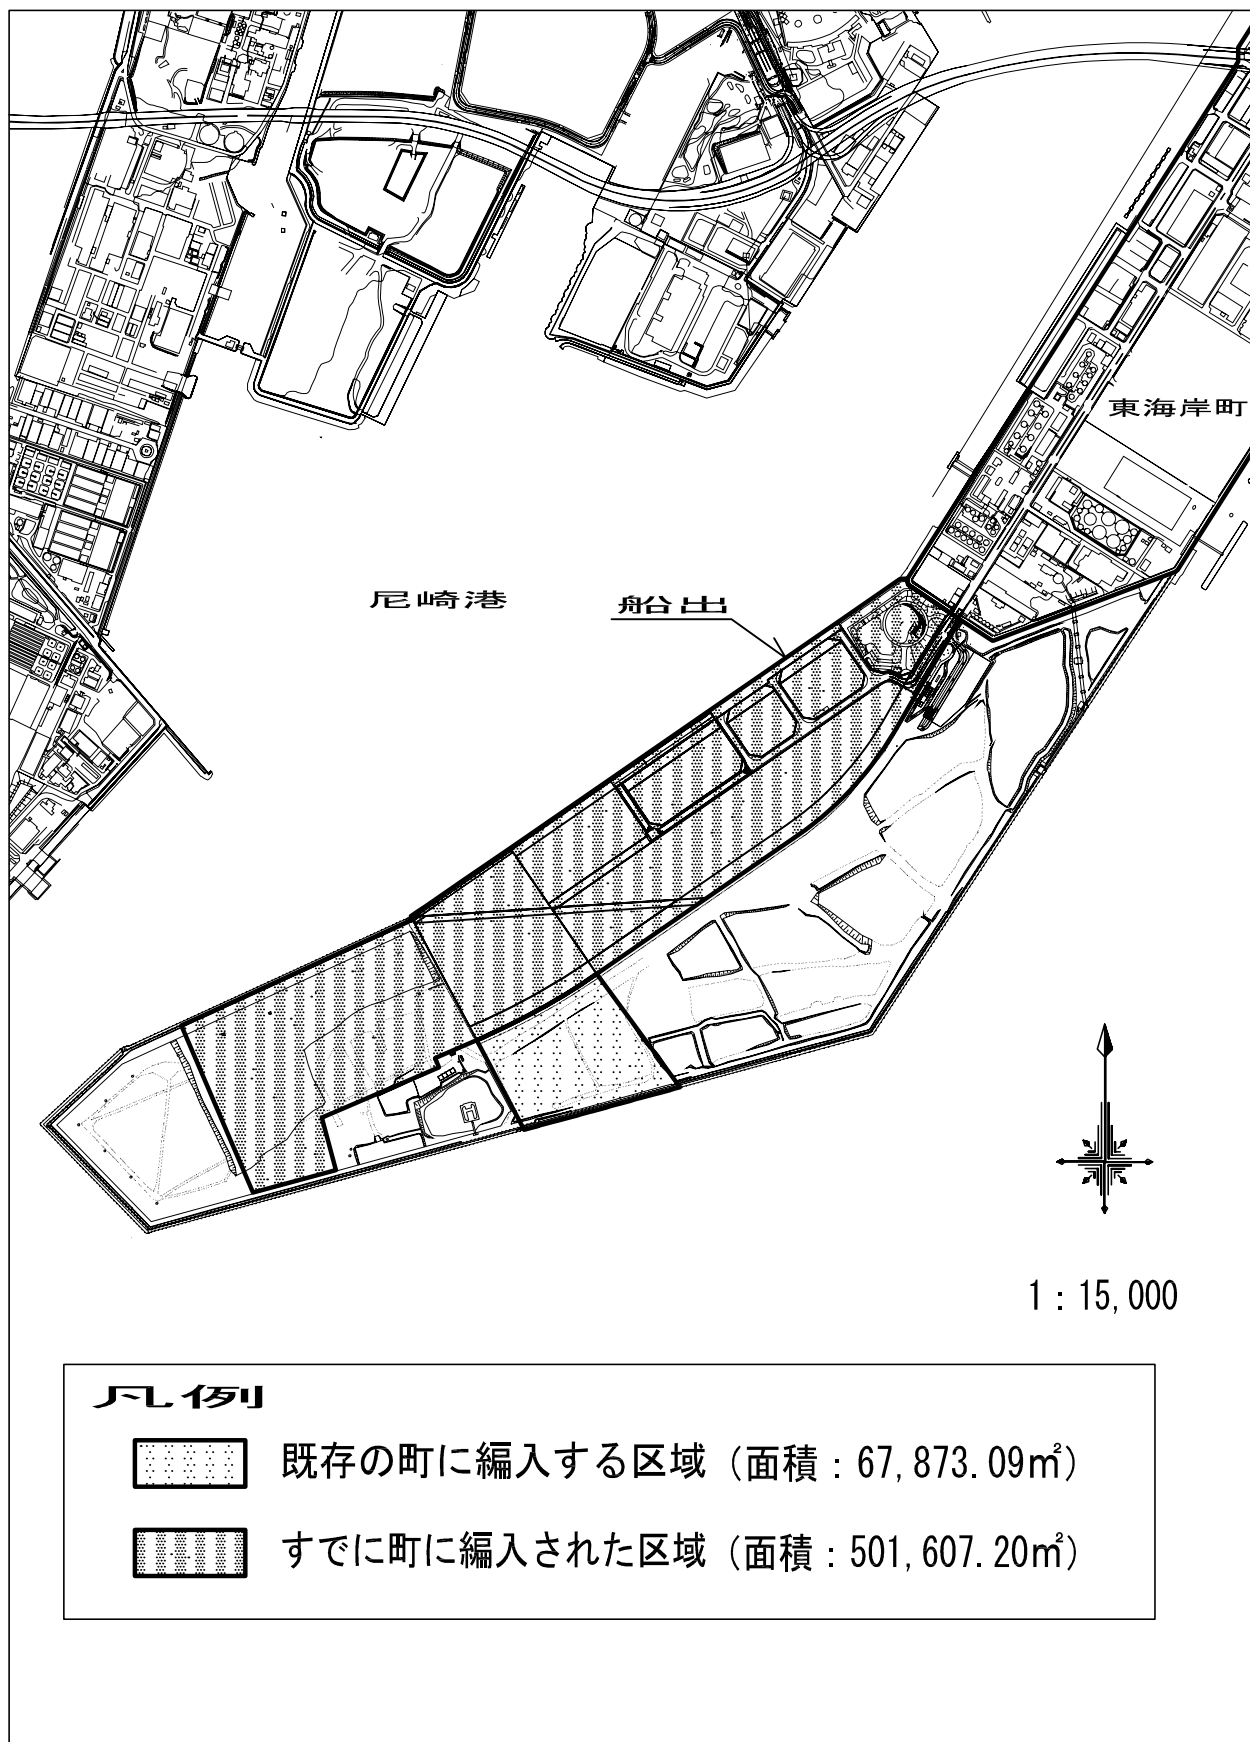 東海岸町
尼崎港
船出
1：15,000
凡例
既存の町に編入する区域（面積：67,873.09㎡）
すでに町に編入された区域（面積：501,607.20㎡）